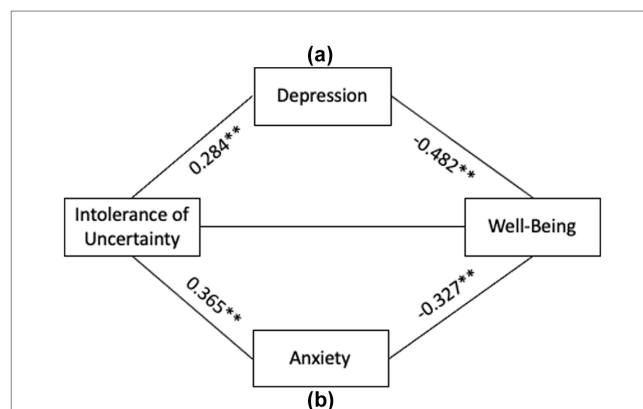 (a)
Depression
0.284**
-0.482**
Intolerance of
Uncertainty
Well-Being
0.365**
-0.327**
Anxiety
(b)